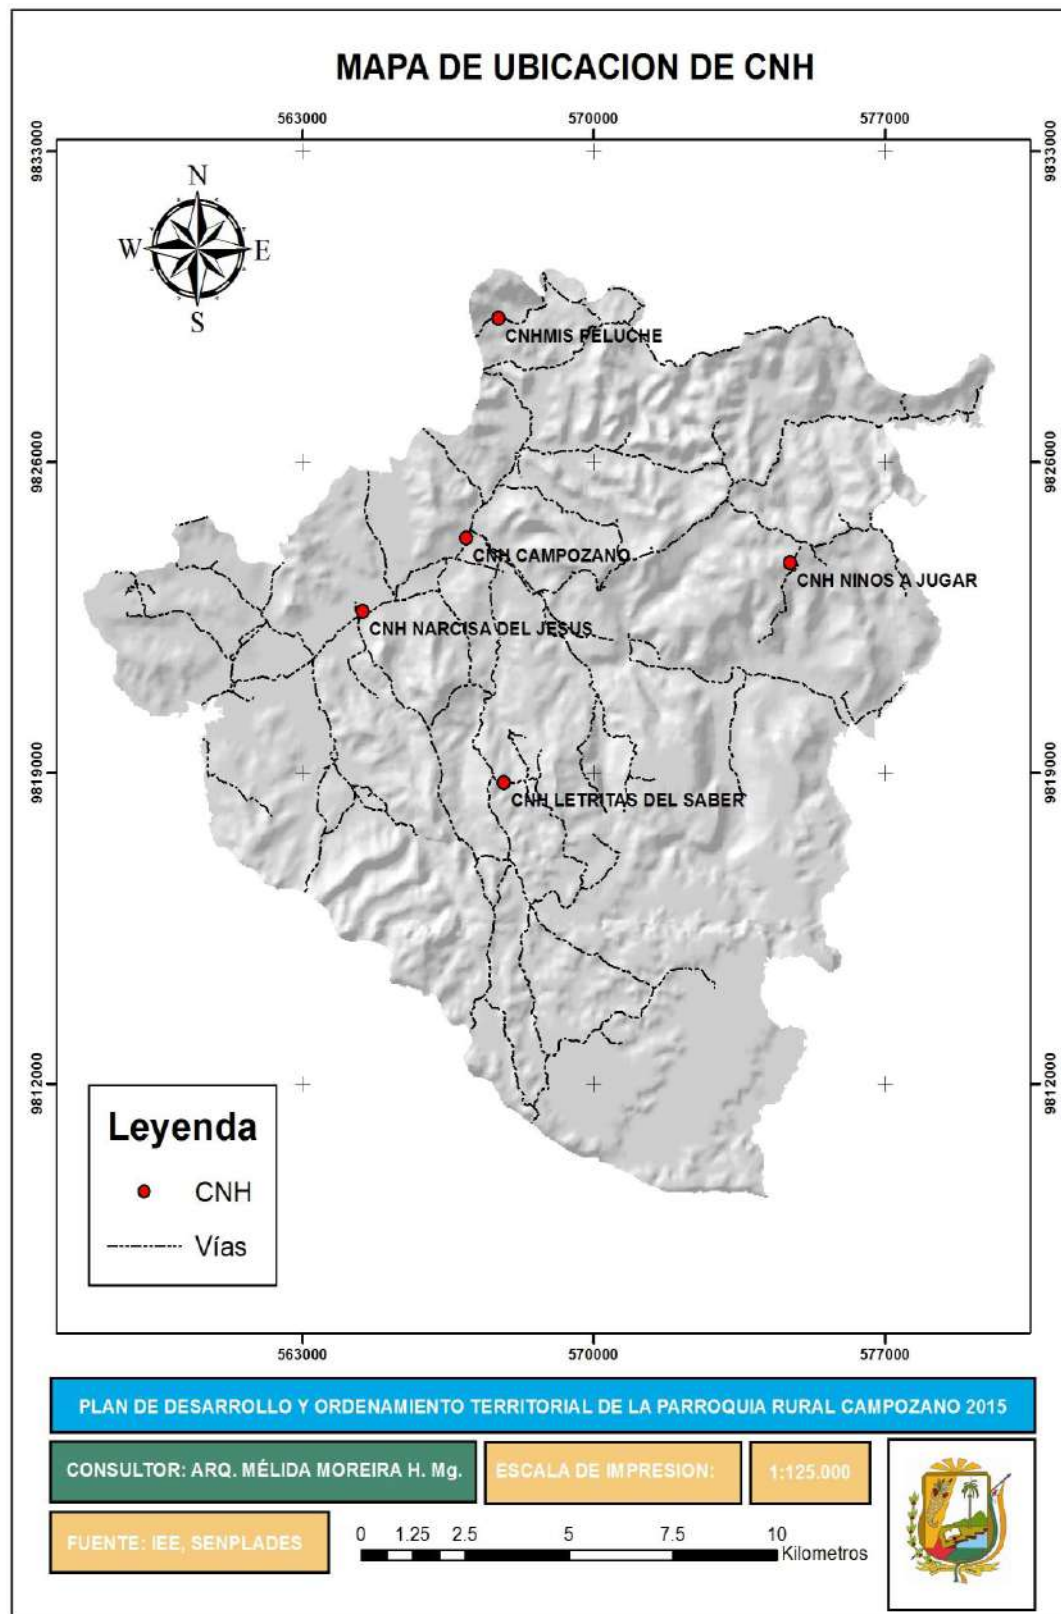 MAPA DE UBICACION DE CNH
563000 570000 577000
9833000 9833000
N
W E
S
CNHMIS PELUCHE
9826000 9826000
CNH CAMPOZANO
CNH NINOS A JUGAR
CNH NARCISA DEL JESUS
9819000 9819000
CNH LETRITAS DEL SABER
9812000 9812000
Leyenda
CNH
Vías
563000 570000 577000
PLAN DE DESARROLLO Y ORDENAMIENTO TERRITORIAL DE LA PARROQUIA RURAL CAMPOZANO 2015
CONSULTOR: ARQ. MÉLIDA MOREIRA H. Mg.
ESCALA DE IMPRESION:
1:125.000
FUENTE: IEE, SENPLADES
0 1.25 2.5 5 7.5 10
Kilometros